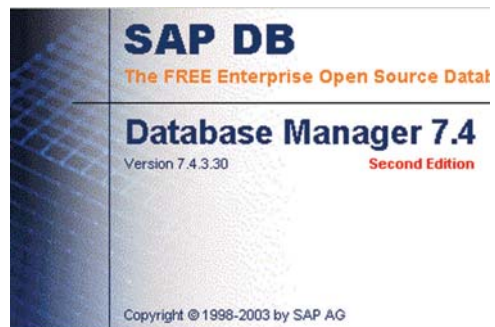 SAP DB
The FREE Enterprise Open Source Datab
Database Manager 7.4
Version 7.4.3.30
Second Edition
Copyright © 1998-2003 by SAP AG